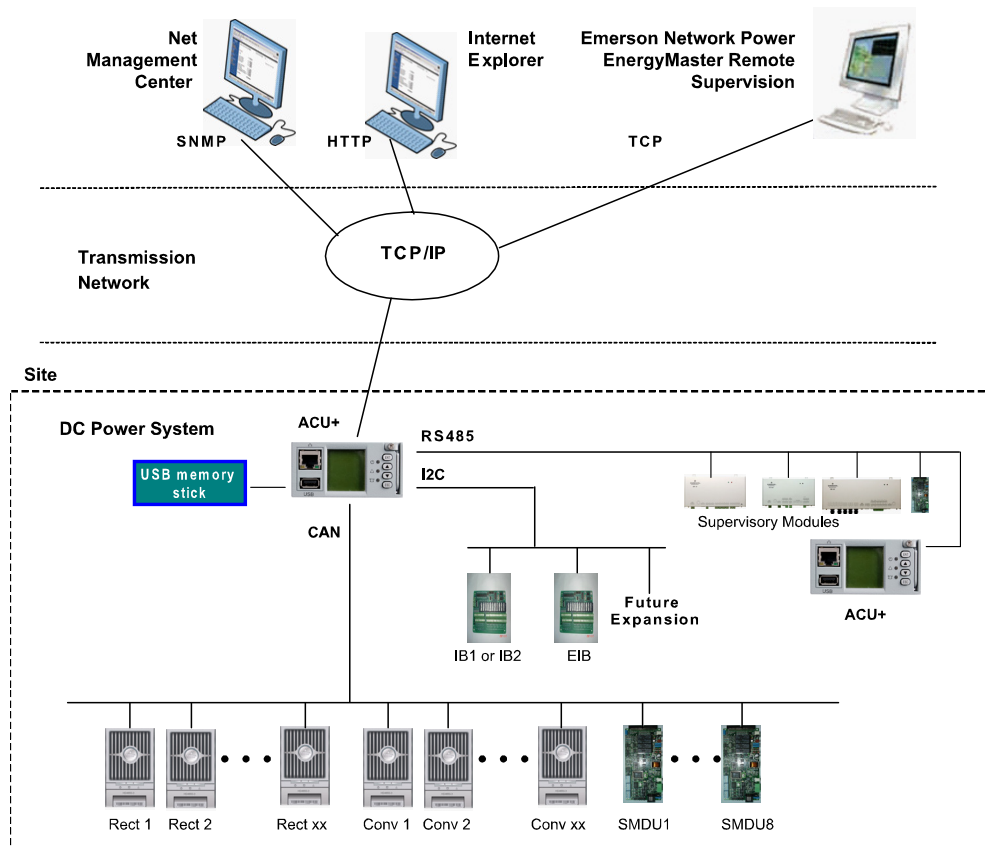 Net
Management
Center
Internet
Explorer
Emerson Network Power
EnergyMaster Remote
Supervision
SNMP
HTTP
TCP
Transmission
Network
TCP/IP
Site
DC Power System
ACU+
RS485
USB memory
stick
I2C
USB
CAN
Supervisory Modules
USB
ACU+
Future
Expansion
IB1 or IB2
EIB
Rect 1
Rect 2
Rect xx
Conv 1
Conv 2
Conv xx
SMDU1
SMDU8